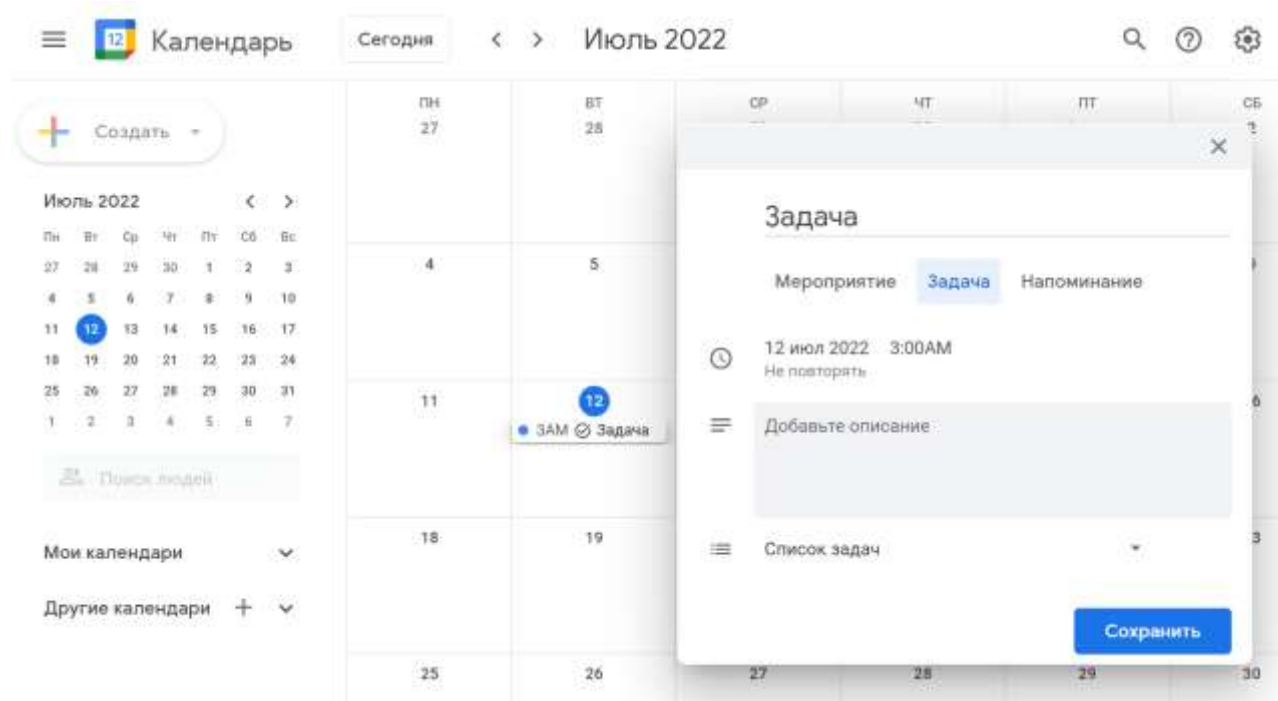 12 Календарь Сегодня Июль 2022
Создать
Июль 2022
Пн Вт Ср Чт Пт Сб Вс
27 28 29 30 1 2 3
4 5 6 7 8 9 10
11 12 13 14 15 16 17
18 19 20 21 22 23 24
25 26 27 28 29 30 31
1 2 3 4 5 6 7
Поиск людей
Мои календари
Другие календари
ПН ВТ СР ЧТ ПТ СБ
27 28 2
4 5
11 12
3AM Задача
18 19
25 26 27 28 29 30
Задача
Мероприятие Задача Напоминание
12 июл 2022 3:00AM
Не повторять
Добавьте описание
Список задач
Сохранить